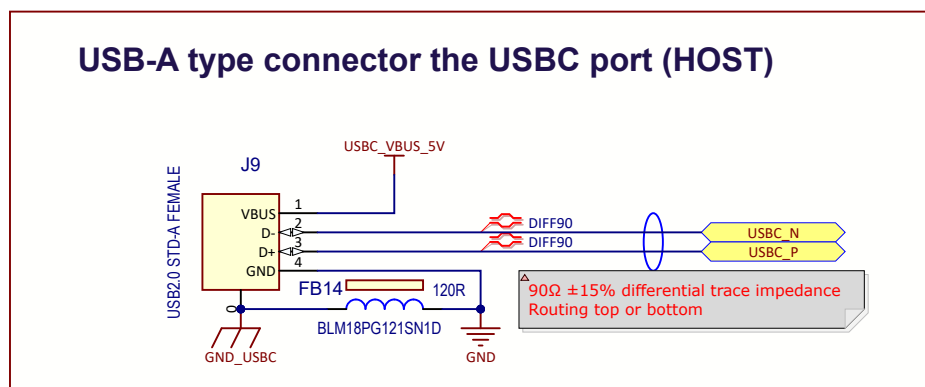 USB-A type connector the USBC port (HOST)
USBC_VBUS_5V
J9
USB2.0 STD-A FEMALE
VBUS 1
D- 2
D+ 3
GND 4
0
DIFF90
DIFF90
USBC_N
USBC_P
FB14
120R
BLM18PG121SN1D
GND_USBC
GND
90Ω ±15% differential trace impedance
Routing top or bottom